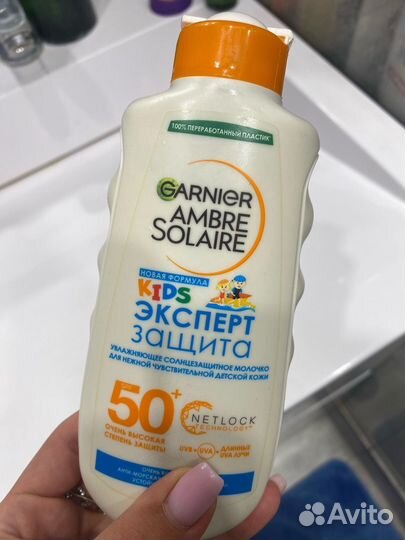 100% ПЕРЕРАБОТАННЫЙ ПЛАСТИК*
GARNIER
AMBRE
SOLAIRE
НОВАЯ ФОРМУЛА
KIDS
ЭКСПЕРТ
защита
УВЛАЖНЯЮЩЕЕ СОЛНЦЕЗАЩИТНОЕ МОЛОЧКО
ДЛЯ НЕЖНОЙ ЧУВСТВИТЕЛЬНОЙ ДЕТСКОЙ КОЖИ
50+
ОЧЕНЬ ВЫСОКАЯ
СТЕПЕНЬ ЗАЩИТЫ
NETLOCK
TECHNOLOGY
UVB + UVA + ДЛИННЫЕ
UVA ЛУЧИ
ОЧЕНЬ
Avito